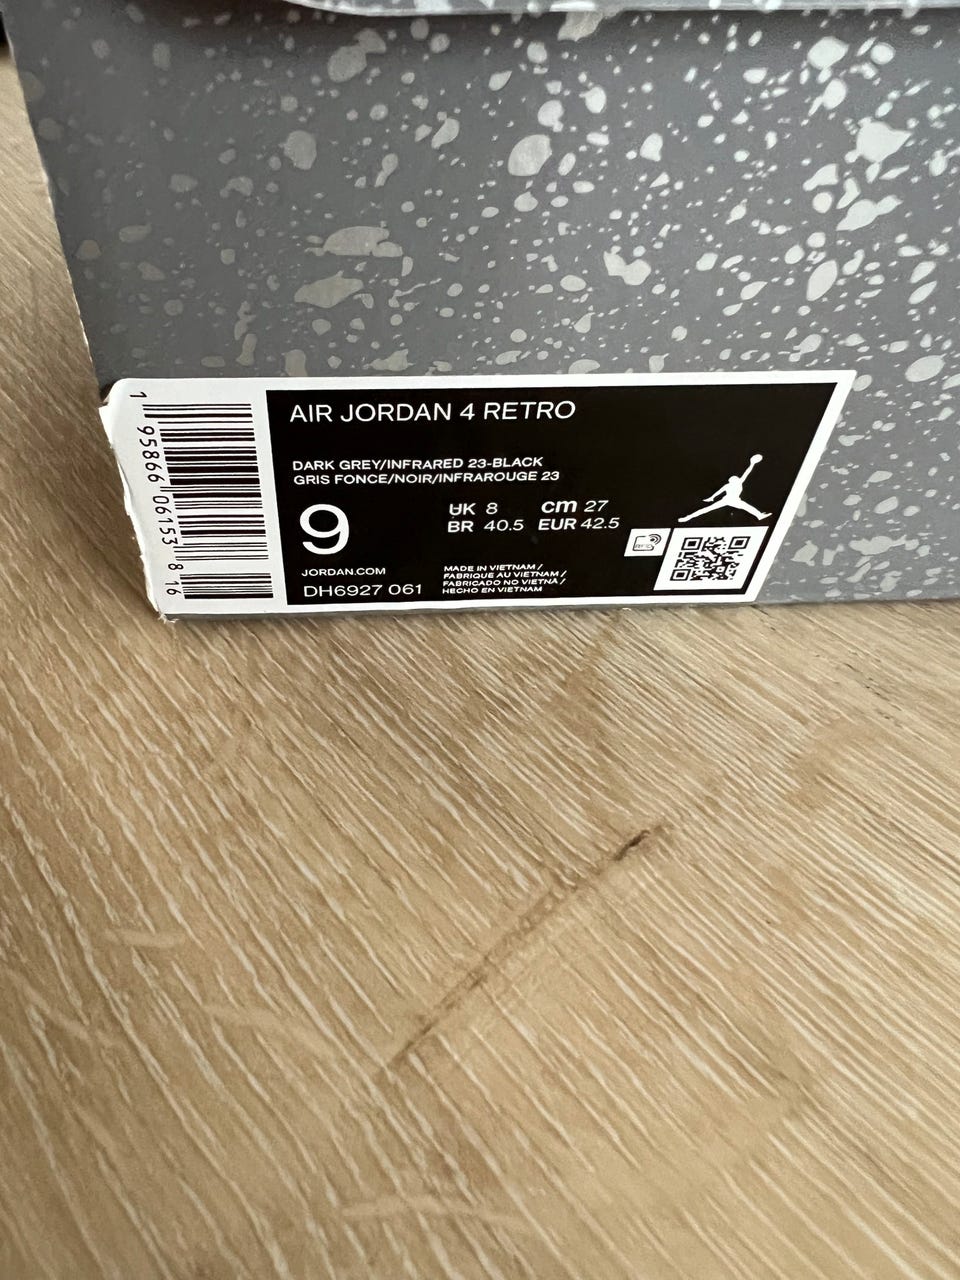 AIR JORDAN 4 RETRO
DARK GREY/INFRARED 23-BLACK
GRIS FONCE/NOIR/INFRAROUGE 23
9
UK 8 cm 27
BR 40.5 EUR 42.5
JORDAN.COM
DH6927 061
MADE IN VIETNAM /
FABRIQUE AU VIETNAM /
FABRICADO NO VIETNÃ /
HECHO EN VIETNAM
1 95866 06153 8 16